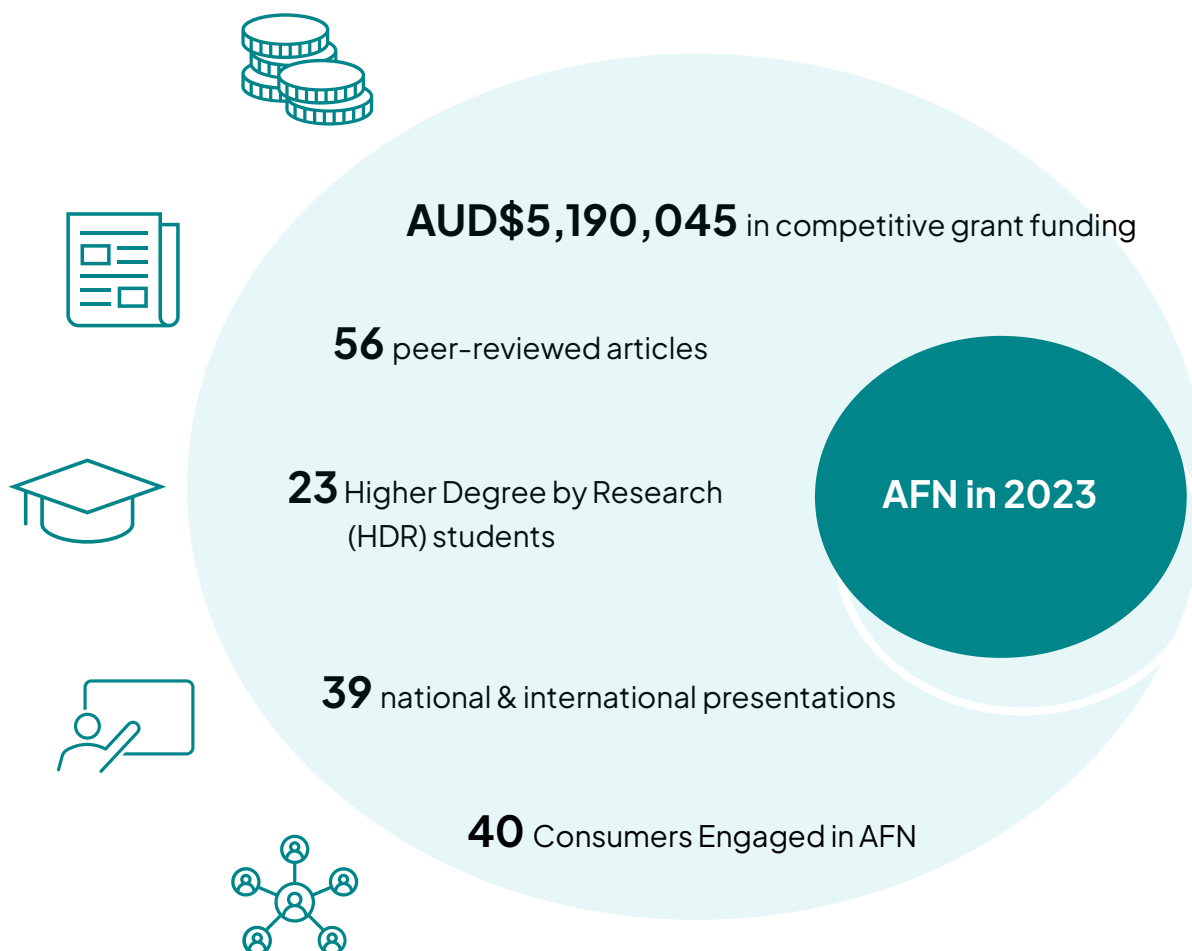 AUD$5,190,045 in competitive grant funding
56 peer-reviewed articles
23 Higher Degree by Research
(HDR) students
AFN in 2023
39 national & international presentations
40 Consumers Engaged in AFN